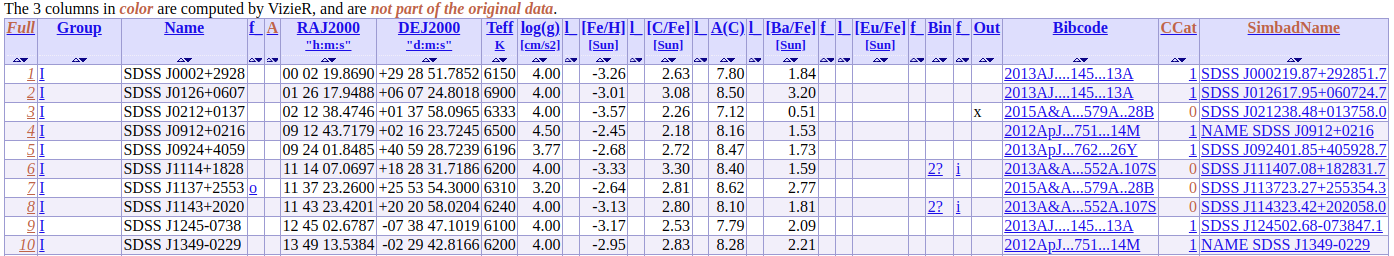 The 3 columns in color are computed by VizieR, and are not part of the original data.
Full Group Name f_ A RAJ2000 DEJ2000 Teff log(g) l_ [Fe/H] l_ [C/Fe] l_ A(C) l_ [Ba/Fe] f_ l_ [Eu/Fe] f_ Bin f_ Out Bibcode CCat SimbadName
"h:m:s" "d:m:s" K [cm/s2] [Sun] [Sun] [Sun] [Sun]
1 I SDSS J0002+2928 00 02 19.8690 +29 28 51.7852 6150 4.00 -3.26 2.63 7.80 1.84 2013AJ....145...13A 1 SDSS J000219.87+292851.7
2 I SDSS J0126+0607 01 26 17.9488 +06 07 24.8018 6900 4.00 -3.01 3.08 8.50 3.20 2013AJ....145...13A 1 SDSS J012617.95+060724.7
3 I SDSS J0212+0137 02 12 38.4746 +01 37 58.0965 6333 4.00 -3.57 2.26 7.12 0.51 x 2015A&A...579A..28B 0 SDSS J021238.48+013758.0
4 I SDSS J0912+0216 09 12 43.7179 +02 16 23.7245 6500 4.50 -2.45 2.18 8.16 1.53 2012ApJ...751...14M 1 NAME SDSS J0912+0216
5 I SDSS J0924+4059 09 24 01.8485 +40 59 28.7239 6196 3.77 -2.68 2.72 8.47 1.73 2013ApJ...762...26Y 1 SDSS J092401.85+405928.7
6 I SDSS J1114+1828 11 14 07.0697 +18 28 31.7186 6200 4.00 -3.33 3.30 8.40 1.59 2? i 2013A&A...552A.107S 0 SDSS J111407.08+182831.7
7 I SDSS J1137+2553 o 11 37 23.2600 +25 53 54.3000 6310 3.20 -2.64 2.81 8.62 2.77 2015A&A...579A..28B 0 SDSS J113723.27+255354.3
8 I SDSS J1143+2020 11 43 23.4201 +20 20 58.0204 6240 4.00 -3.13 2.80 8.10 1.81 2? i 2013A&A...552A.107S 0 SDSS J114323.42+202058.0
9 I SDSS J1245-0738 12 45 02.6787 -07 38 47.1019 6100 4.00 -3.17 2.53 7.79 2.09 2013AJ....145...13A 1 SDSS J124502.68-073847.1
10 I SDSS J1349-0229 13 49 13.5384 -02 29 42.8166 6200 4.00 -2.95 2.83 8.28 2.21 2012ApJ...751...14M 1 NAME SDSS J1349-0229